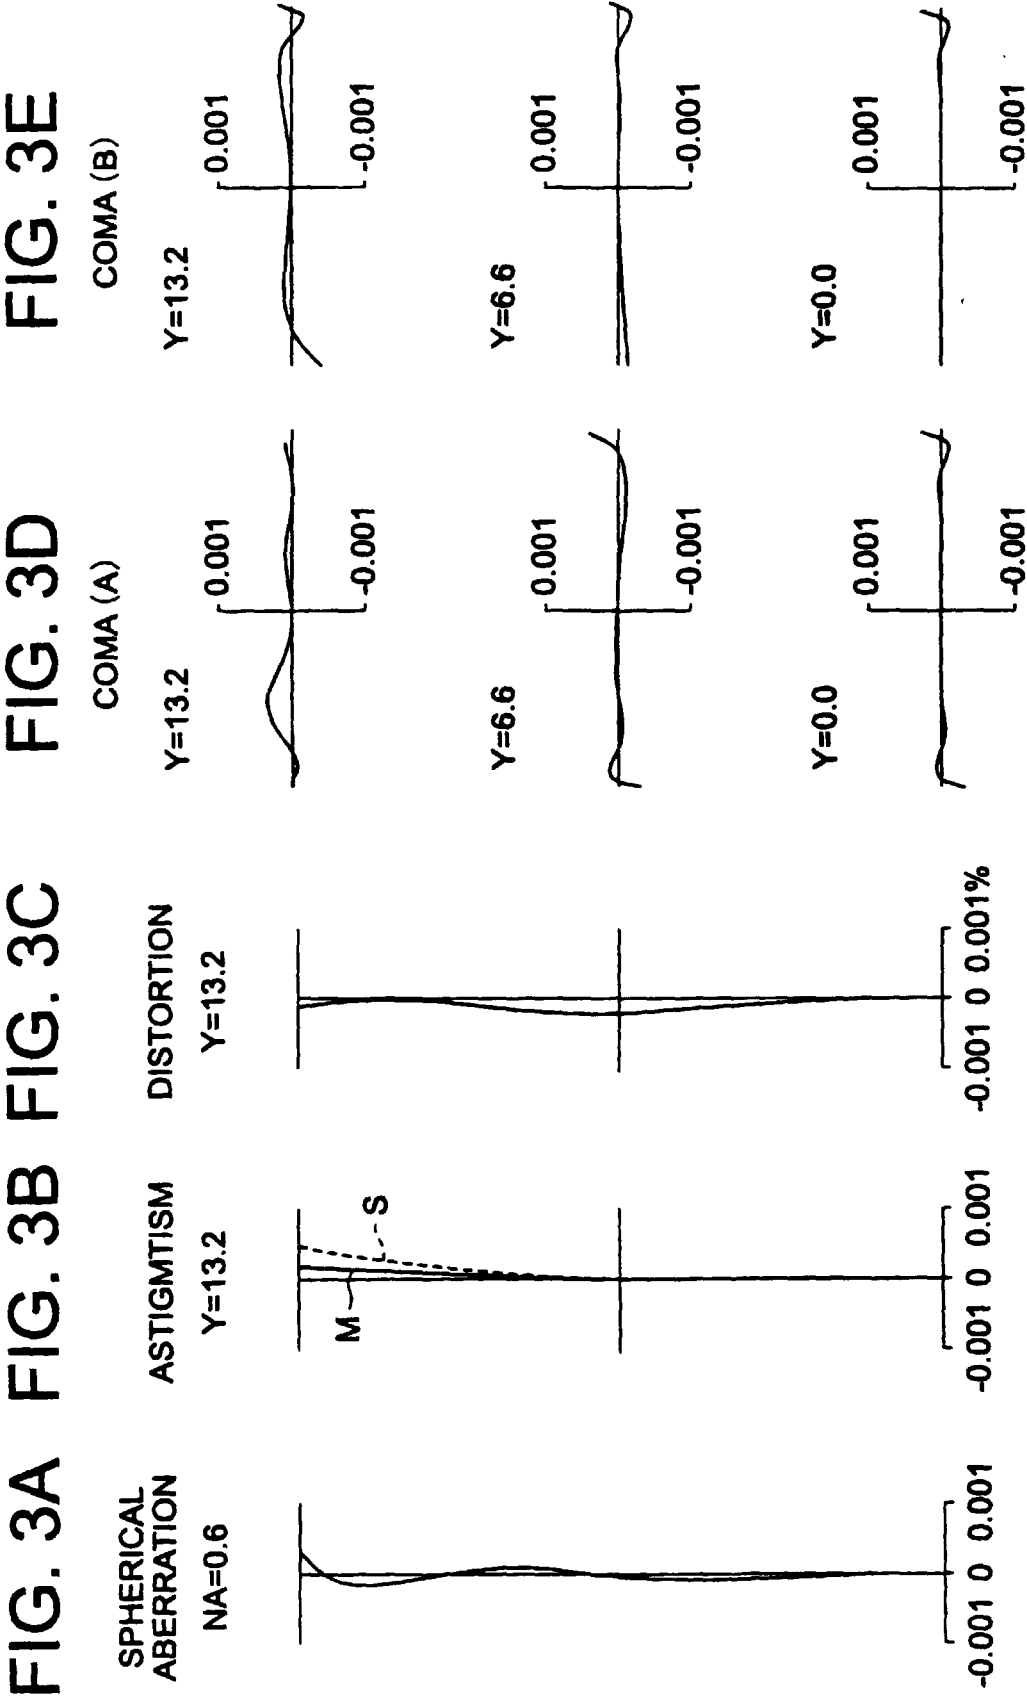 FIG. 3A
SPHERICAL
ABERRATION
NA=0.6
-0.001 0 0.001
FIG. 3B
ASTIGMTISM
Y=13.2
M
S
-0.001 0 0.001
FIG. 3C
DISTORTION
Y=13.2
-0.001 0 0.001%
FIG. 3D
COMA (A)
Y=13.2
0.001
-0.001
Y=6.6
0.001
-0.001
Y=0.0
0.001
-0.001
FIG. 3E
COMA (B)
Y=13.2
0.001
-0.001
Y=6.6
0.001
-0.001
Y=0.0
0.001
-0.001